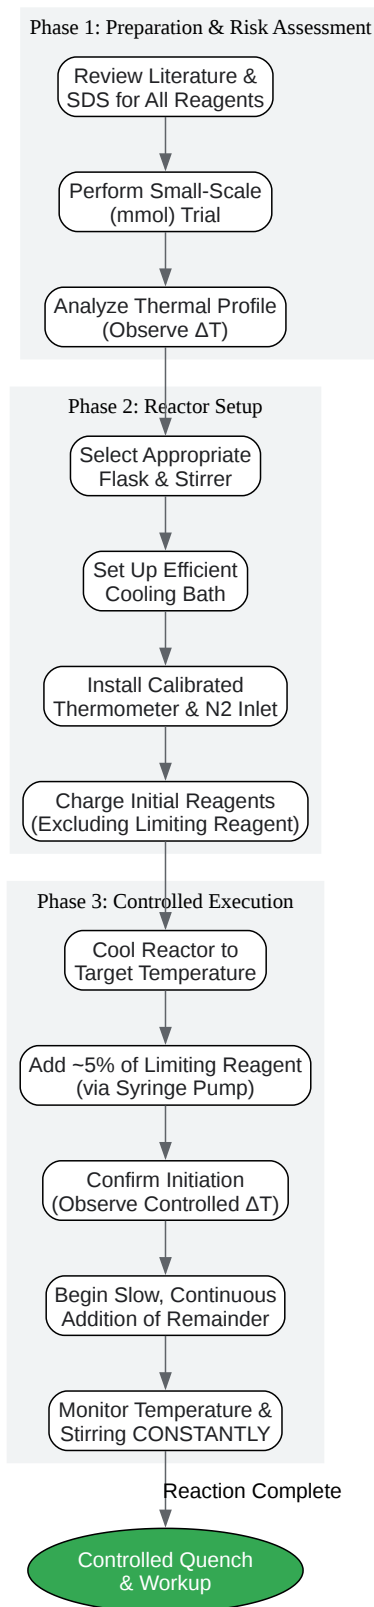 Phase 1: Preparation & Risk Assessment
Review Literature &
SDS for All Reagents
Perform Small-Scale
(mmol) Trial
Analyze Thermal Profile
(Observe ΔT)
Phase 2: Reactor Setup
Select Appropriate
Flask & Stirrer
Set Up Efficient
Cooling Bath
Install Calibrated
Thermometer & N2 Inlet
Charge Initial Reagents
(Excluding Limiting Reagent)
Phase 3: Controlled Execution
Cool Reactor to
Target Temperature
Add ~5% of Limiting Reagent
(via Syringe Pump)
Confirm Initiation
(Observe Controlled ΔT)
Begin Slow, Continuous
Addition of Remainder
Monitor Temperature &
Stirring CONSTANTLY
Reaction Complete
Controlled Quench
& Workup